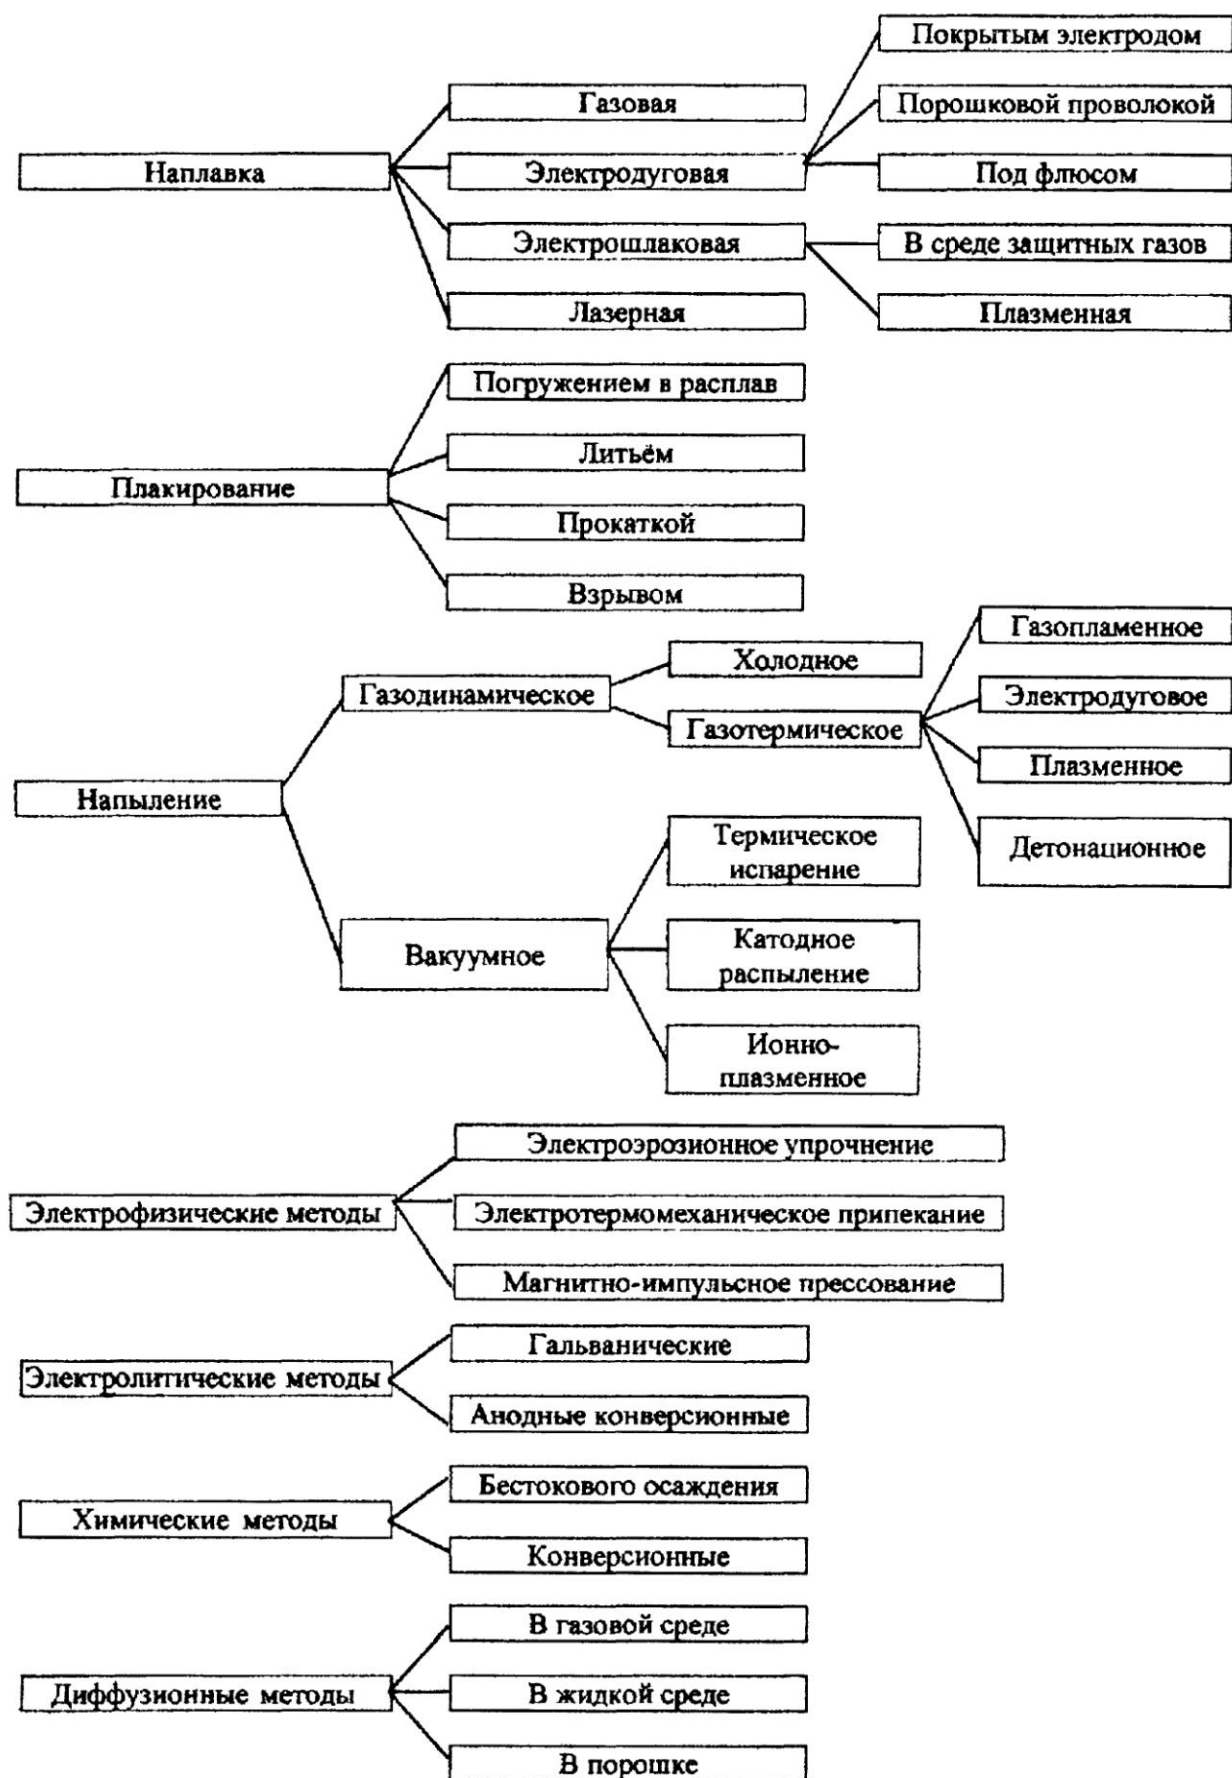 Покрытым электродом
Газовая
Порошковой проволокой
Наплавка
Электродуговая
Под флюсом
Электрошлаковая
В среде защитных газов
Лазерная
Плазменная
Погружением в расплав
Литьём
Плакирование
Прокаткой
Взрывом
Газопламенное
Холодное
Газодинамическое
Электродуговое
Газотермическое
Плазменное
Напыление
Термическое
испарение
Детонационное
Вакуумное
Катодное
распыление
Ионно-
плазменное
Электроэрозионное упрочнение
Электрофизические методы
Электротермомеханическое припекание
Магнитно-импульсное прессование
Гальванические
Электролитические методы
Анодные конверсионные
Бестокового осаждения
Химические методы
Конверсионные
В газовой среде
Диффузионные методы
В жидкой среде
В порошке